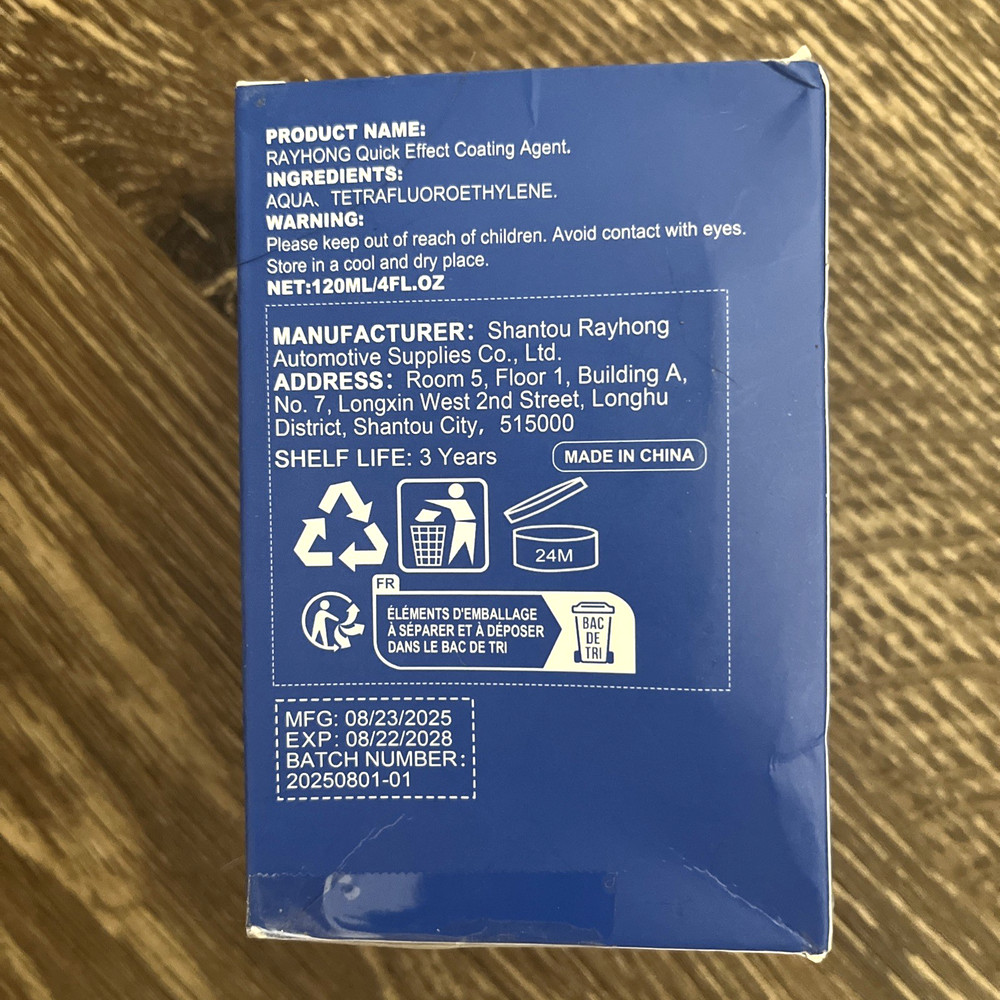 PRODUCT NAME:
RAYHONG Quick Effect Coating Agent.
INGREDIENTS:
AQUA、TETRAFLUOROETHYLENE.
WARNING:
Please keep out of reach of children. Avoid contact with eyes.
Store in a cool and dry place.
NET:120ML/4FL.OZ
MANUFACTURER: Shantou Rayhong
Automotive Supplies Co., Ltd.
ADDRESS: Room 5, Floor 1, Building A,
No. 7, Longxin West 2nd Street, Longhu
District, Shantou City, 515000
SHELF LIFE: 3 Years
MADE IN CHINA
24M
FR
ÉLÉMENTS D'EMBALLAGE
À SÉPARER ET À DÉPOSER
DANS LE BAC DE TRI
BAC
DE
TRI
MFG: 08/23/2025
EXP: 08/22/2028
BATCH NUMBER:
20250801-01